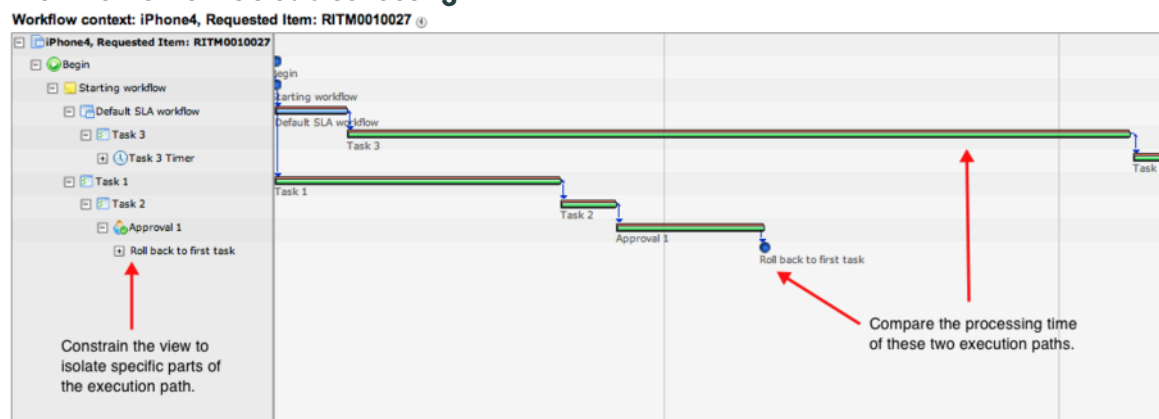 Workflow context: iPhone4, Requested Item: RITM0010027
iPhone4, Requested Item: RITM0010027
Begin
Begin
Starting workflow
Starting workflow
Default SLA workflow
Default SLA workflow
Task 3
Task 3
Task 3 Timer
Task
Task 1
Task 1
Task 2
Task 2
Approval 1
Approval 1
Roll back to first task
Roll back to first task
Constrain the view to
isolate specific parts of
the execution path.
Compare the processing time
of these two execution paths.